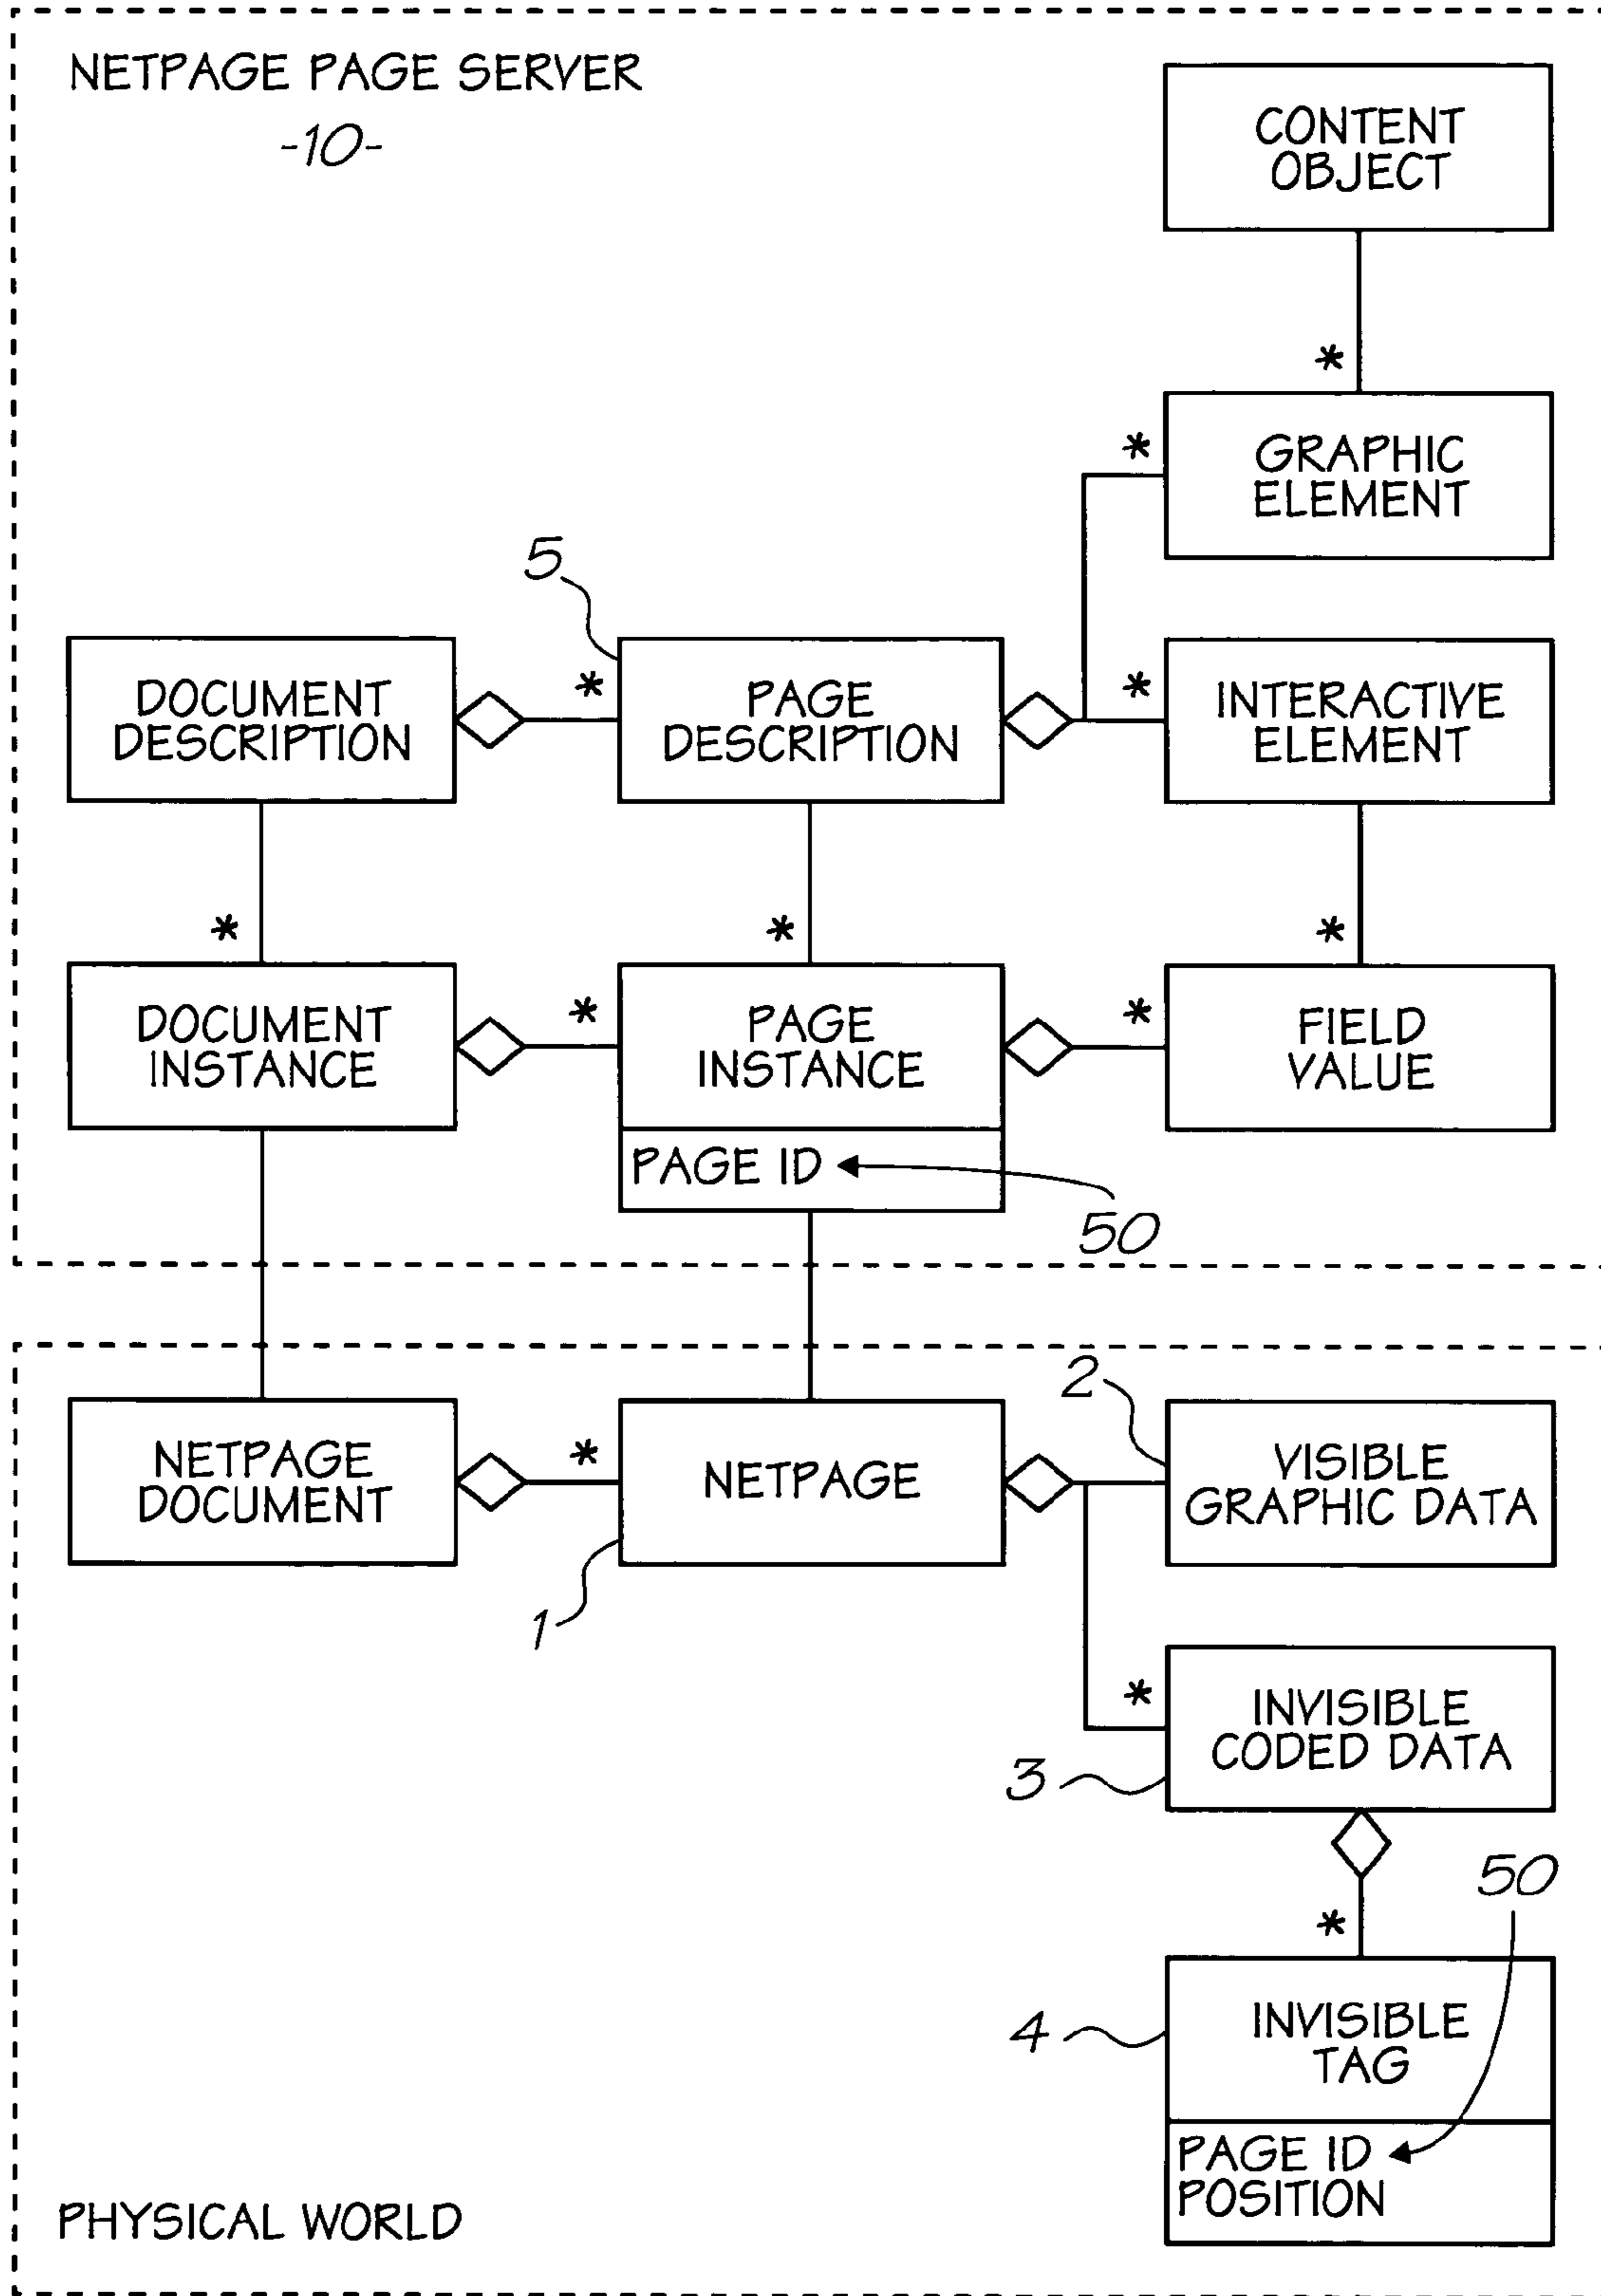 NETPAGE PAGE SERVER
-10-
CONTENT
OBJECT
*
*
GRAPHIC
ELEMENT
5
DOCUMENT
DESCRIPTION
*
PAGE
DESCRIPTION
*
INTERACTIVE
ELEMENT
*
*
*
DOCUMENT
INSTANCE
*
PAGE
INSTANCE
*
FIELD
VALUE
PAGE ID
50
2
NETPAGE
DOCUMENT
*
NETPAGE
VISIBLE
GRAPHIC DATA
1
*
INVISIBLE
CODED DATA
3
50
*
4
INVISIBLE
TAG
PAGE ID
POSITION
PHYSICAL WORLD